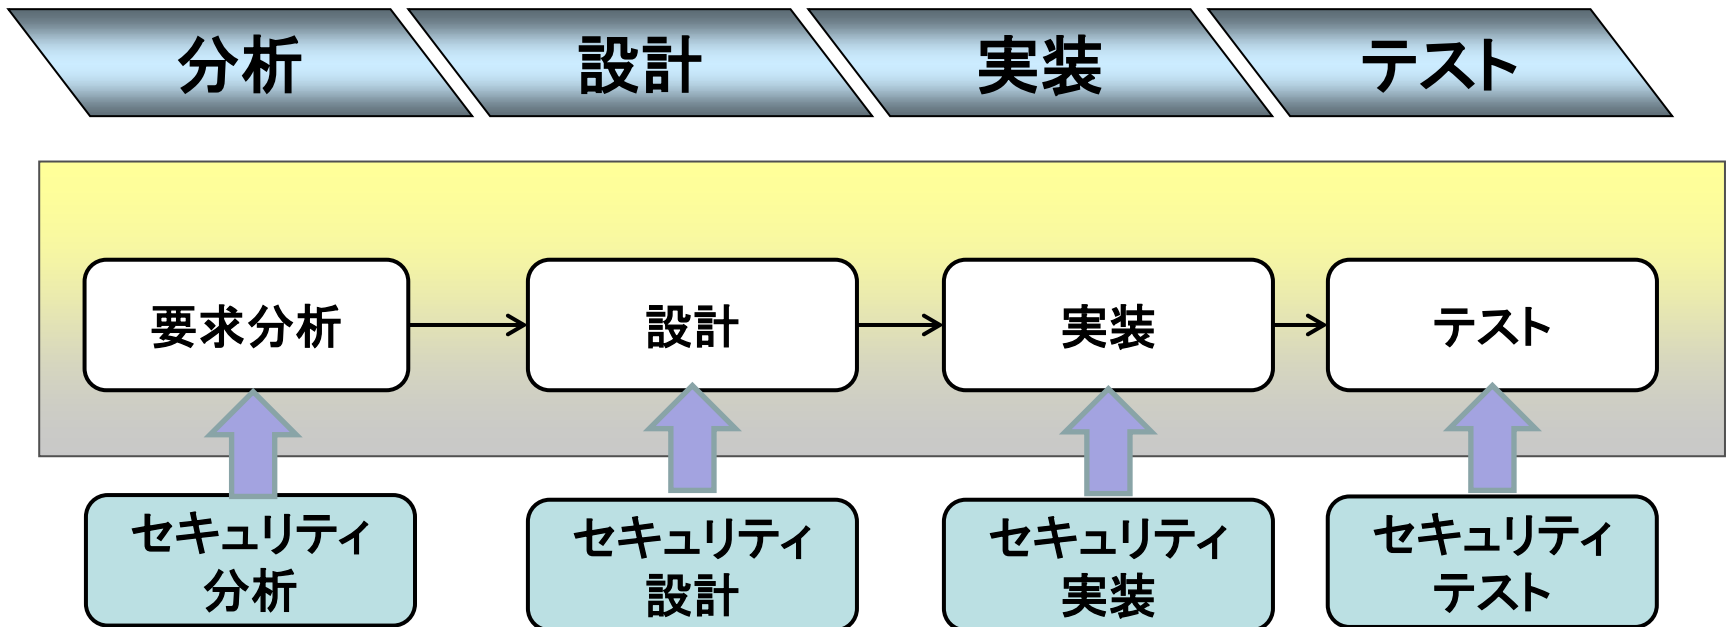 分析
設計
実装
テスト
要求分析
設計
実装
テスト
セキュリティ
分析
セキュリティ
設計
セキュリティ
実装
セキュリティ
テスト